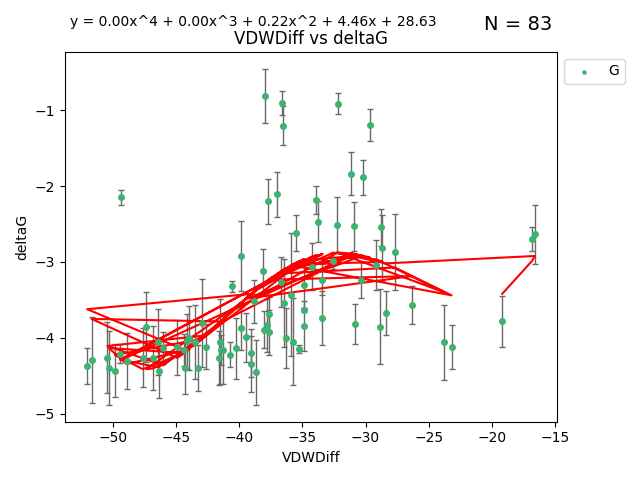 y = 0.00x^4 + 0.00x^3 + 0.22x^2 + 4.46x + 28.63
N = 83
VDWDiff vs deltaG
G
−1
−2
−3
−4
−5
deltaG
−50
−45
−40
−35
−30
−25
−20
−15
VDWDiff